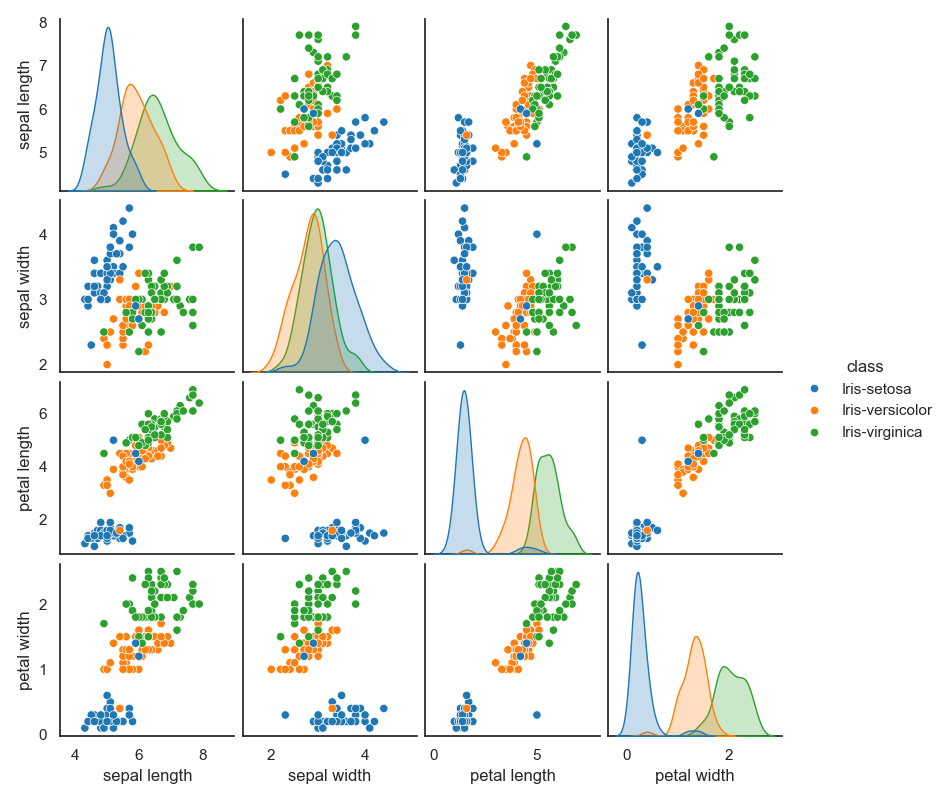 8
7
6
5
sepal length
4
3
2
sepal width
class
Iris-setosa
Iris-versicolor
Iris-virginica
6
4
2
petal length
2
1
0
petal width
4 6 8 2 4 0 5 0 2
sepal length sepal width petal length petal width